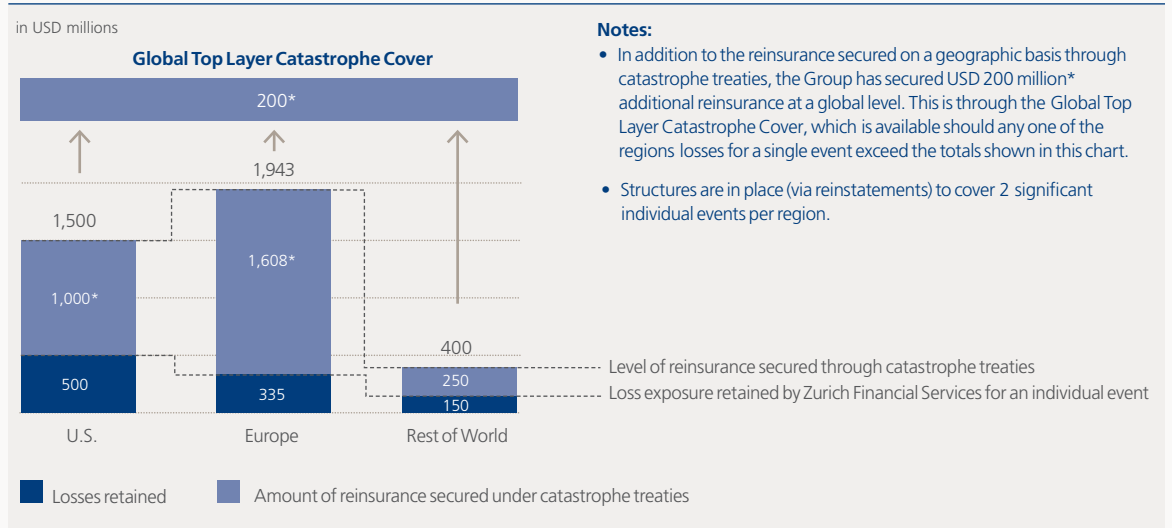 in USD millions
Global Top Layer Catastrophe Cover
200*
1,943
1,500
1,608*
1,000*
400
500
335
250
150
U.S.
Europe
Rest of World
Level of reinsurance secured through catastrophe treaties
Loss exposure retained by Zurich Financial Services for an individual event
Losses retained
Amount of reinsurance secured under catastrophe treaties
Notes:
• In addition to the reinsurance secured on a geographic basis through
catastrophe treaties, the Group has secured USD 200 million*
additional reinsurance at a global level. This is through the Global Top
Layer Catastrophe Cover, which is available should any one of the
regions losses for a single event exceed the totals shown in this chart.
• Structures are in place (via reinstatements) to cover 2 significant
individual events per region.